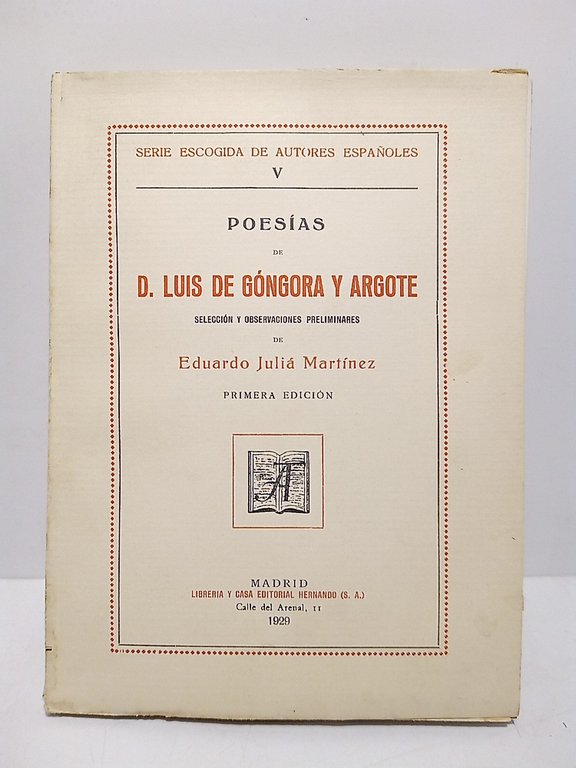 SERIE ESCOGIDA DE AUTORES ESPAÑOLES
V
POESÍAS
DE
D. LUIS DE GÓNGORA Y ARGOTE
SELECCIÓN Y OBSERVACIONES PRELIMINARES
DE
Eduardo Juliá Martínez
PRIMERA EDICIÓN
MADRID
LIBRERIA Y CASA EDITORIAL HERNANDO (S. A.)
Calle del Arenal, 11
1929